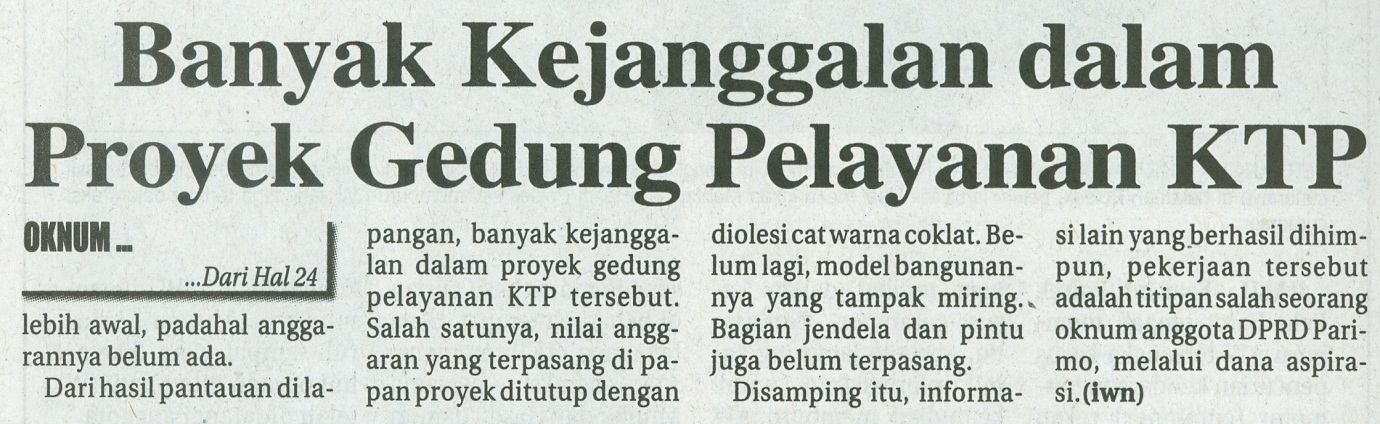 Banyak Kejanggalan dalam
Proyek Gedung Pelayanan KTP
OKNUM ...
...Dari Hal 24
lebih awal, padahal angga-
rannya belum ada.
Dari hasil pantauan di la-
pangan, banyak kejangga-
lan dalam proyek gedung
pelayanan KTP tersebut.
Salah satunya, nilai angg-
aran yang terpasang di pa-
pan proyek ditutup dengan
diolesi cat warna coklat. Be-
lum lagi, model bangunan-
nya yang tampak miring.
Bagian jendela dan pintu
juga belum terpasang.
Disamping itu, informa-
si lain yang berhasil dihim-
pun, pekerjaan tersebut
adalah titipan salah seorang
oknum anggota DPRD Pari-
mo, melalui dana aspira-
si.(iwn)